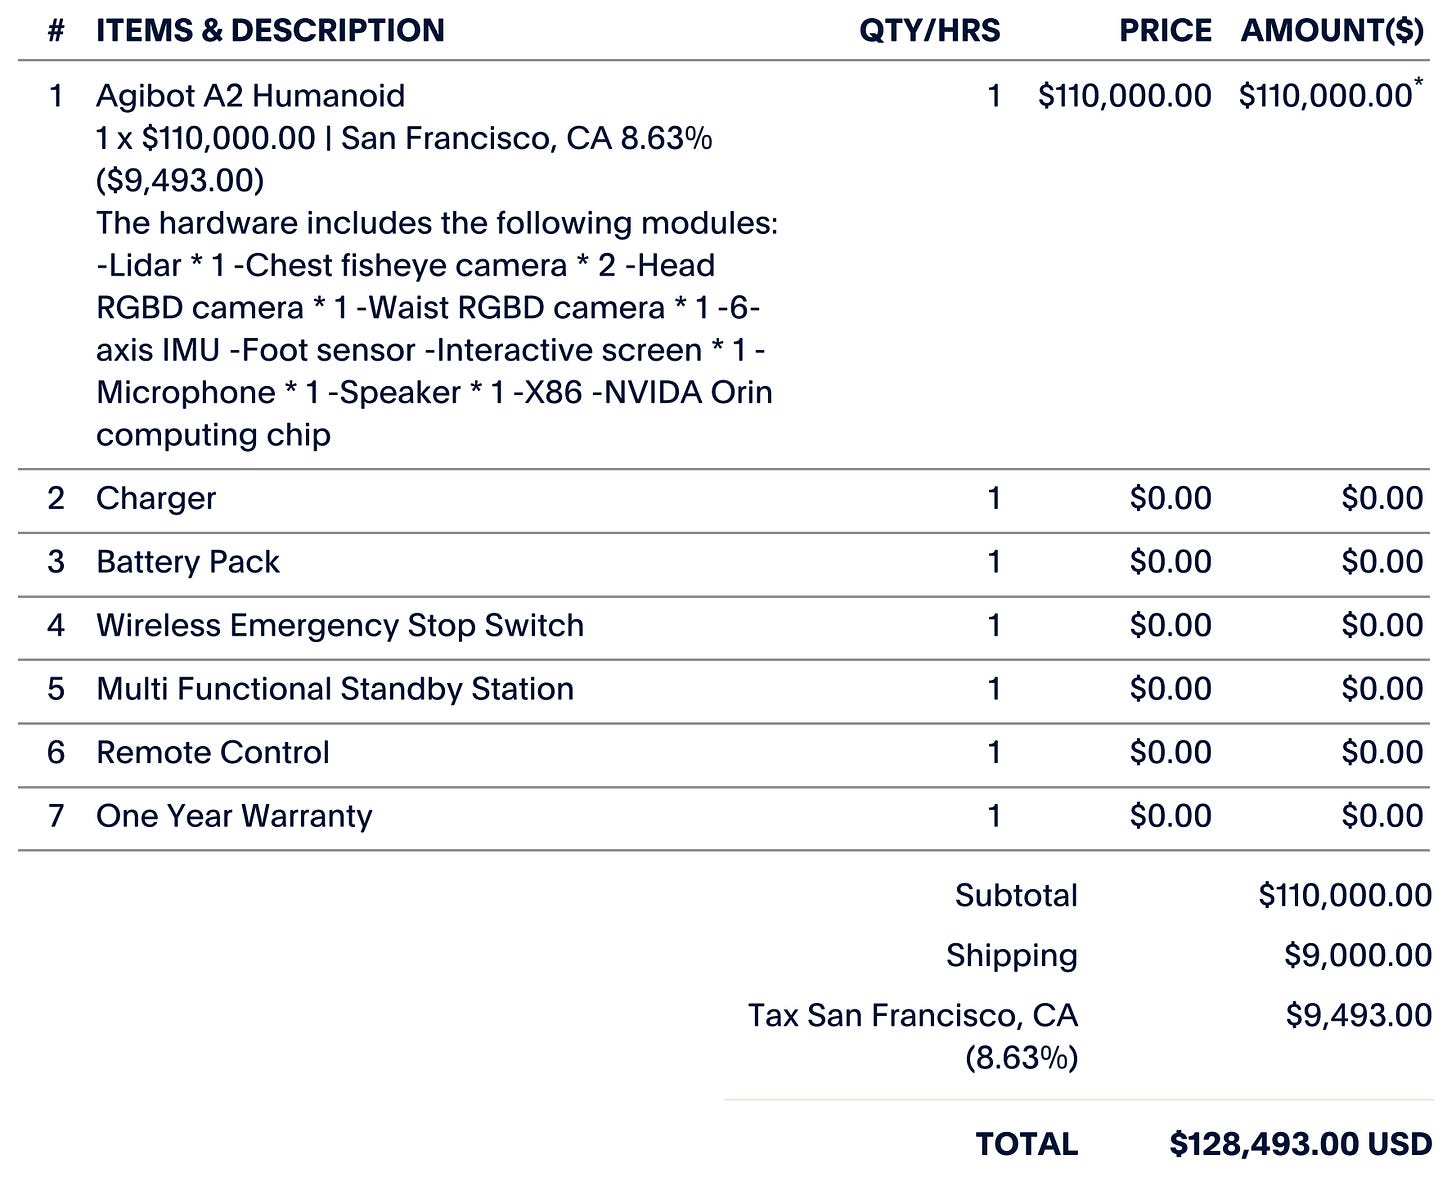 # ITEMS & DESCRIPTION QTY/HRS PRICE AMOUNT($)
1 Agibot A2 Humanoid 1 $110,000.00 $110,000.00*
1 x $110,000.00 | San Francisco, CA 8.63%
($9,493.00)
The hardware includes the following modules:
-Lidar * 1 -Chest fisheye camera * 2 -Head
RGBD camera * 1 -Waist RGBD camera * 1 -6-
axis IMU -Foot sensor -Interactive screen * 1 -
Microphone * 1 -Speaker * 1 -X86 -NVIDA Orin
computing chip
2 Charger 1 $0.00 $0.00
3 Battery Pack 1 $0.00 $0.00
4 Wireless Emergency Stop Switch 1 $0.00 $0.00
5 Multi Functional Standby Station 1 $0.00 $0.00
6 Remote Control 1 $0.00 $0.00
7 One Year Warranty 1 $0.00 $0.00
Subtotal $110,000.00
Shipping $9,000.00
Tax San Francisco, CA $9,493.00
(8.63%)
TOTAL $128,493.00 USD